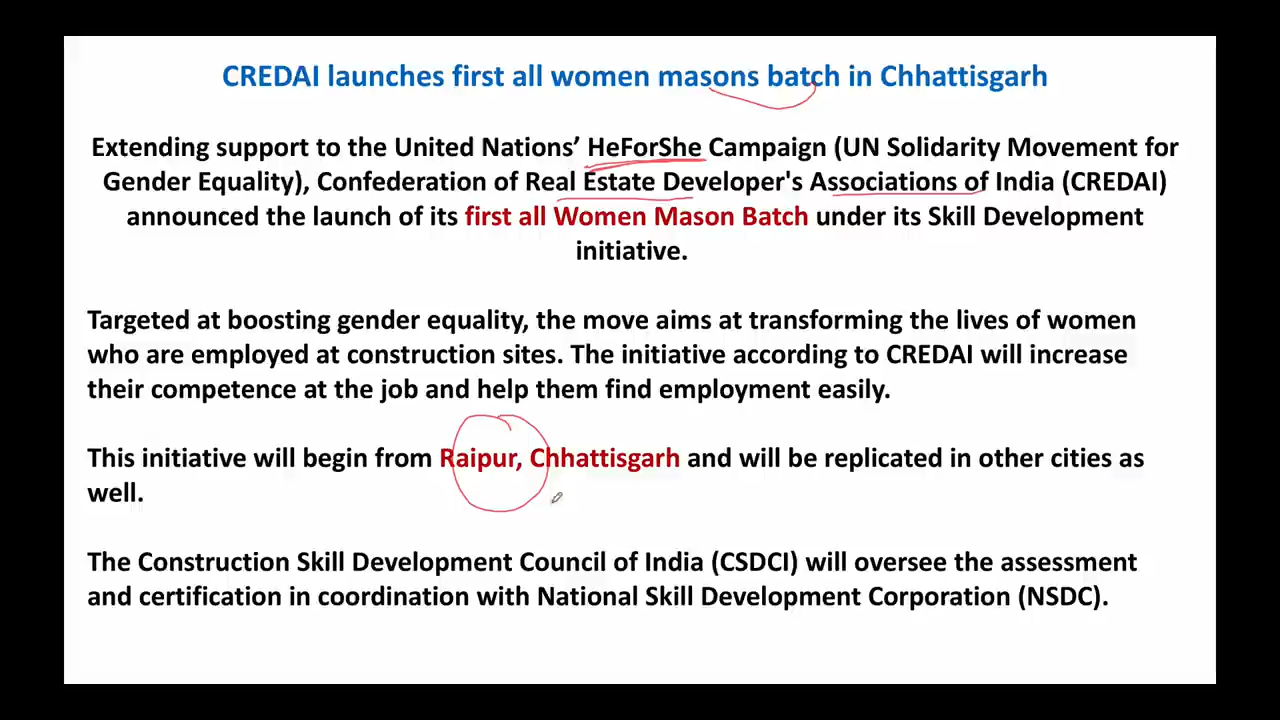 CREDAI launches first all women masons batch in Chhattisgarh
Extending support to the United Nations’ HeForShe Campaign (UN Solidarity Movement for
Gender Equality), Confederation of Real Estate Developer's Associations of India (CREDAI)
announced the launch of its first all Women Mason Batch under its Skill Development
initiative.
Targeted at boosting gender equality, the move aims at transforming the lives of women
who are employed at construction sites. The initiative according to CREDAI will increase
their competence at the job and help them find employment easily.
This initiative will begin from Raipur, Chhattisgarh and will be replicated in other cities as
well.
The Construction Skill Development Council of India (CSDCI) will oversee the assessment
and certification in coordination with National Skill Development Corporation (NSDC).